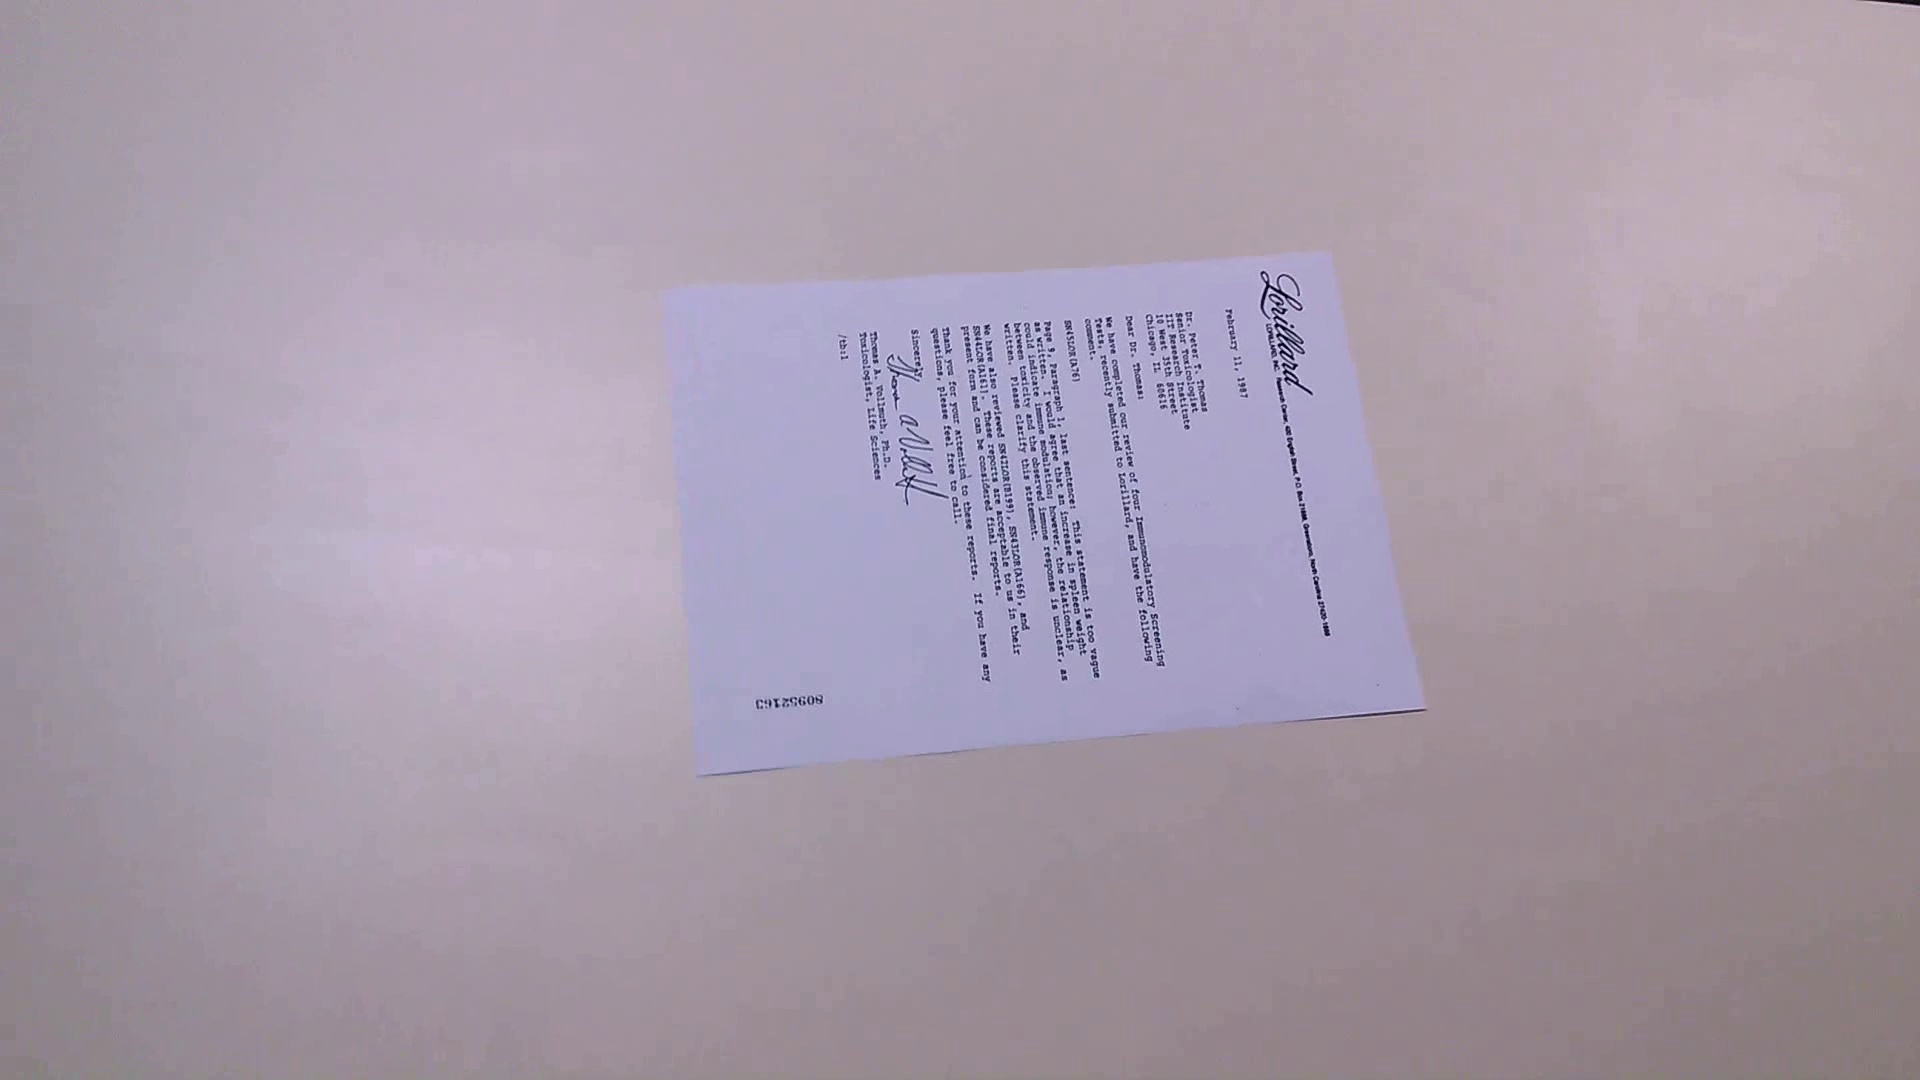 Lorillard
LORILLARD, INC. Research Center, 420 English Street, P.O. Box 21688, Greensboro, North Carolina 27420-1688
February 11, 1987
Dr. Peter T. Thomas
Senior Toxicologist
IIT Research Institute
10 West 35th Street
Chicago, IL 60616
Dear Dr. Thomas:
We have completed our review of four Immunomodulatory Screening
Tests, recently submitted to Lorillard, and have the following
comment.
SN45LOR(A76)
Page 9, Paragraph 1, last sentence: This statement is too vague
as written. I would agree that an increase in spleen weight
could indicate immune modulation; however, the relationship
between toxicity and the observed immune response is unclear, as
written. Please clarify this statement.
We have also reviewed SN42LOR(B199), SN43LOR(A166), and
SN44LOR(A161). These reports are acceptable to us in their
present form and can be considered final reports.
Thank you for your attention to these reports. If you have any
questions, please feel free to call.
Sincerely,
Thomas A. Vollmuth, Ph.D.
Toxicologist, Life Sciences
/tbl
80952163